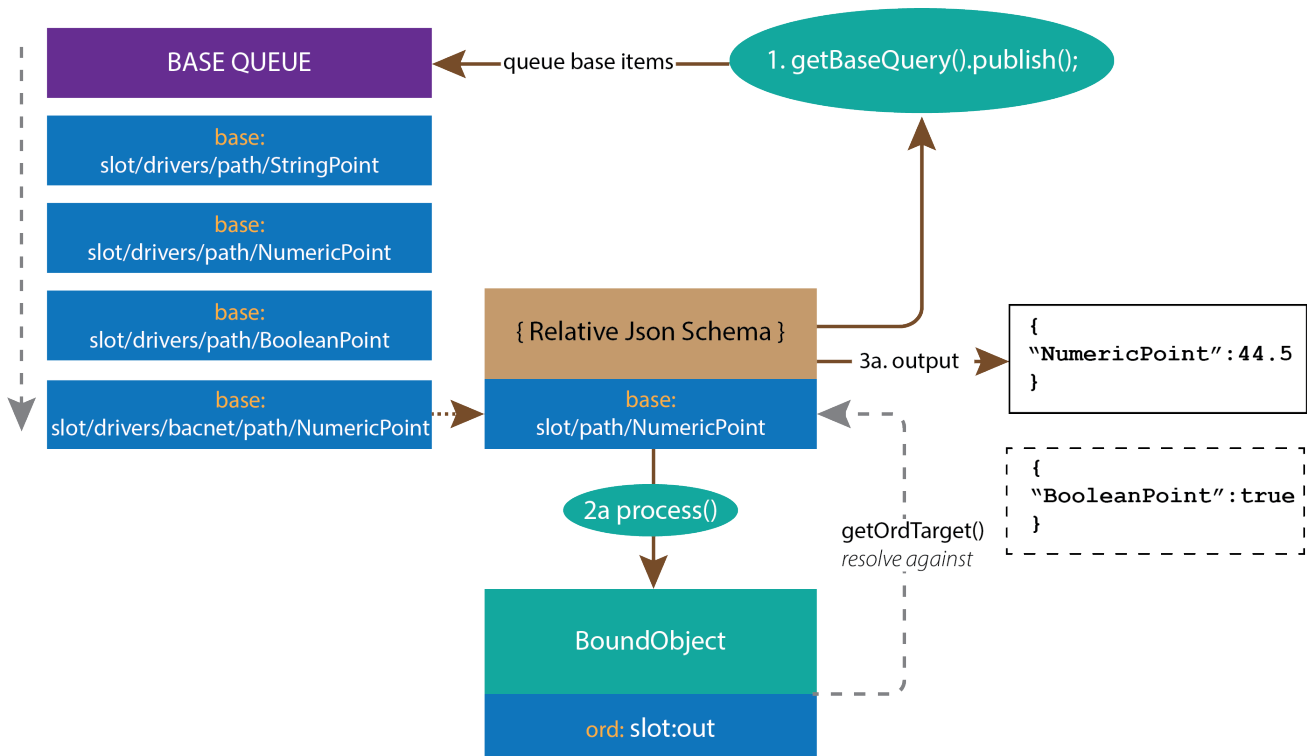 BASE QUEUE
queue base items
1. getBaseQuery().publish();
base:
slot/drivers/path/StringPoint
base:
slot/drivers/path/NumericPoint
base:
slot/drivers/path/BooleanPoint
base:
slot/drivers/bacnet/path/NumericPoint
{ Relative Json Schema }
base:
slot/path/NumericPoint
3a. output
{
“NumericPoint”:44.5
}
{
“BooleanPoint”:true
}
2a process()
getOrdTarget()
resolve against
BoundObject
ord: slot:out